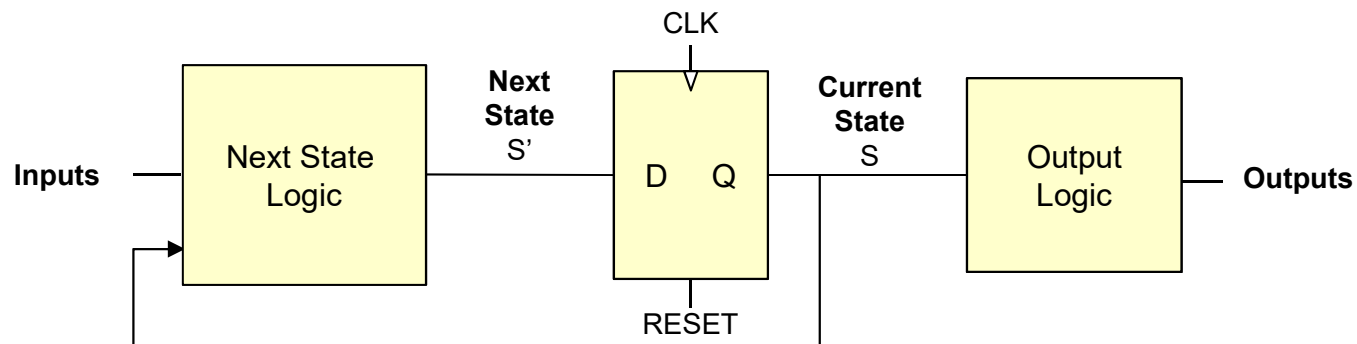 CLK
Inputs
Next State
Logic
Next
State
S’
D Q
RESET
Current
State
S
Output
Logic
Outputs